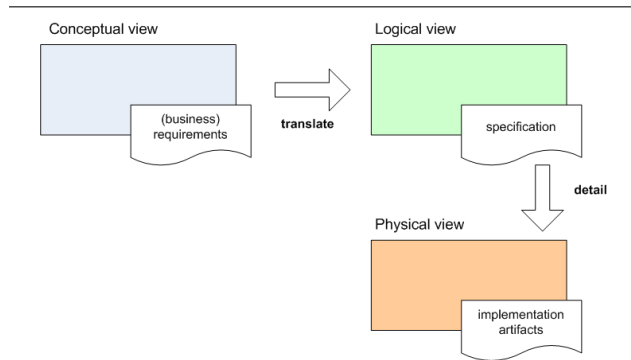 Conceptual view
Logical view
(business)
requirements
translate
specification
detail
Physical view
implementation
artifacts